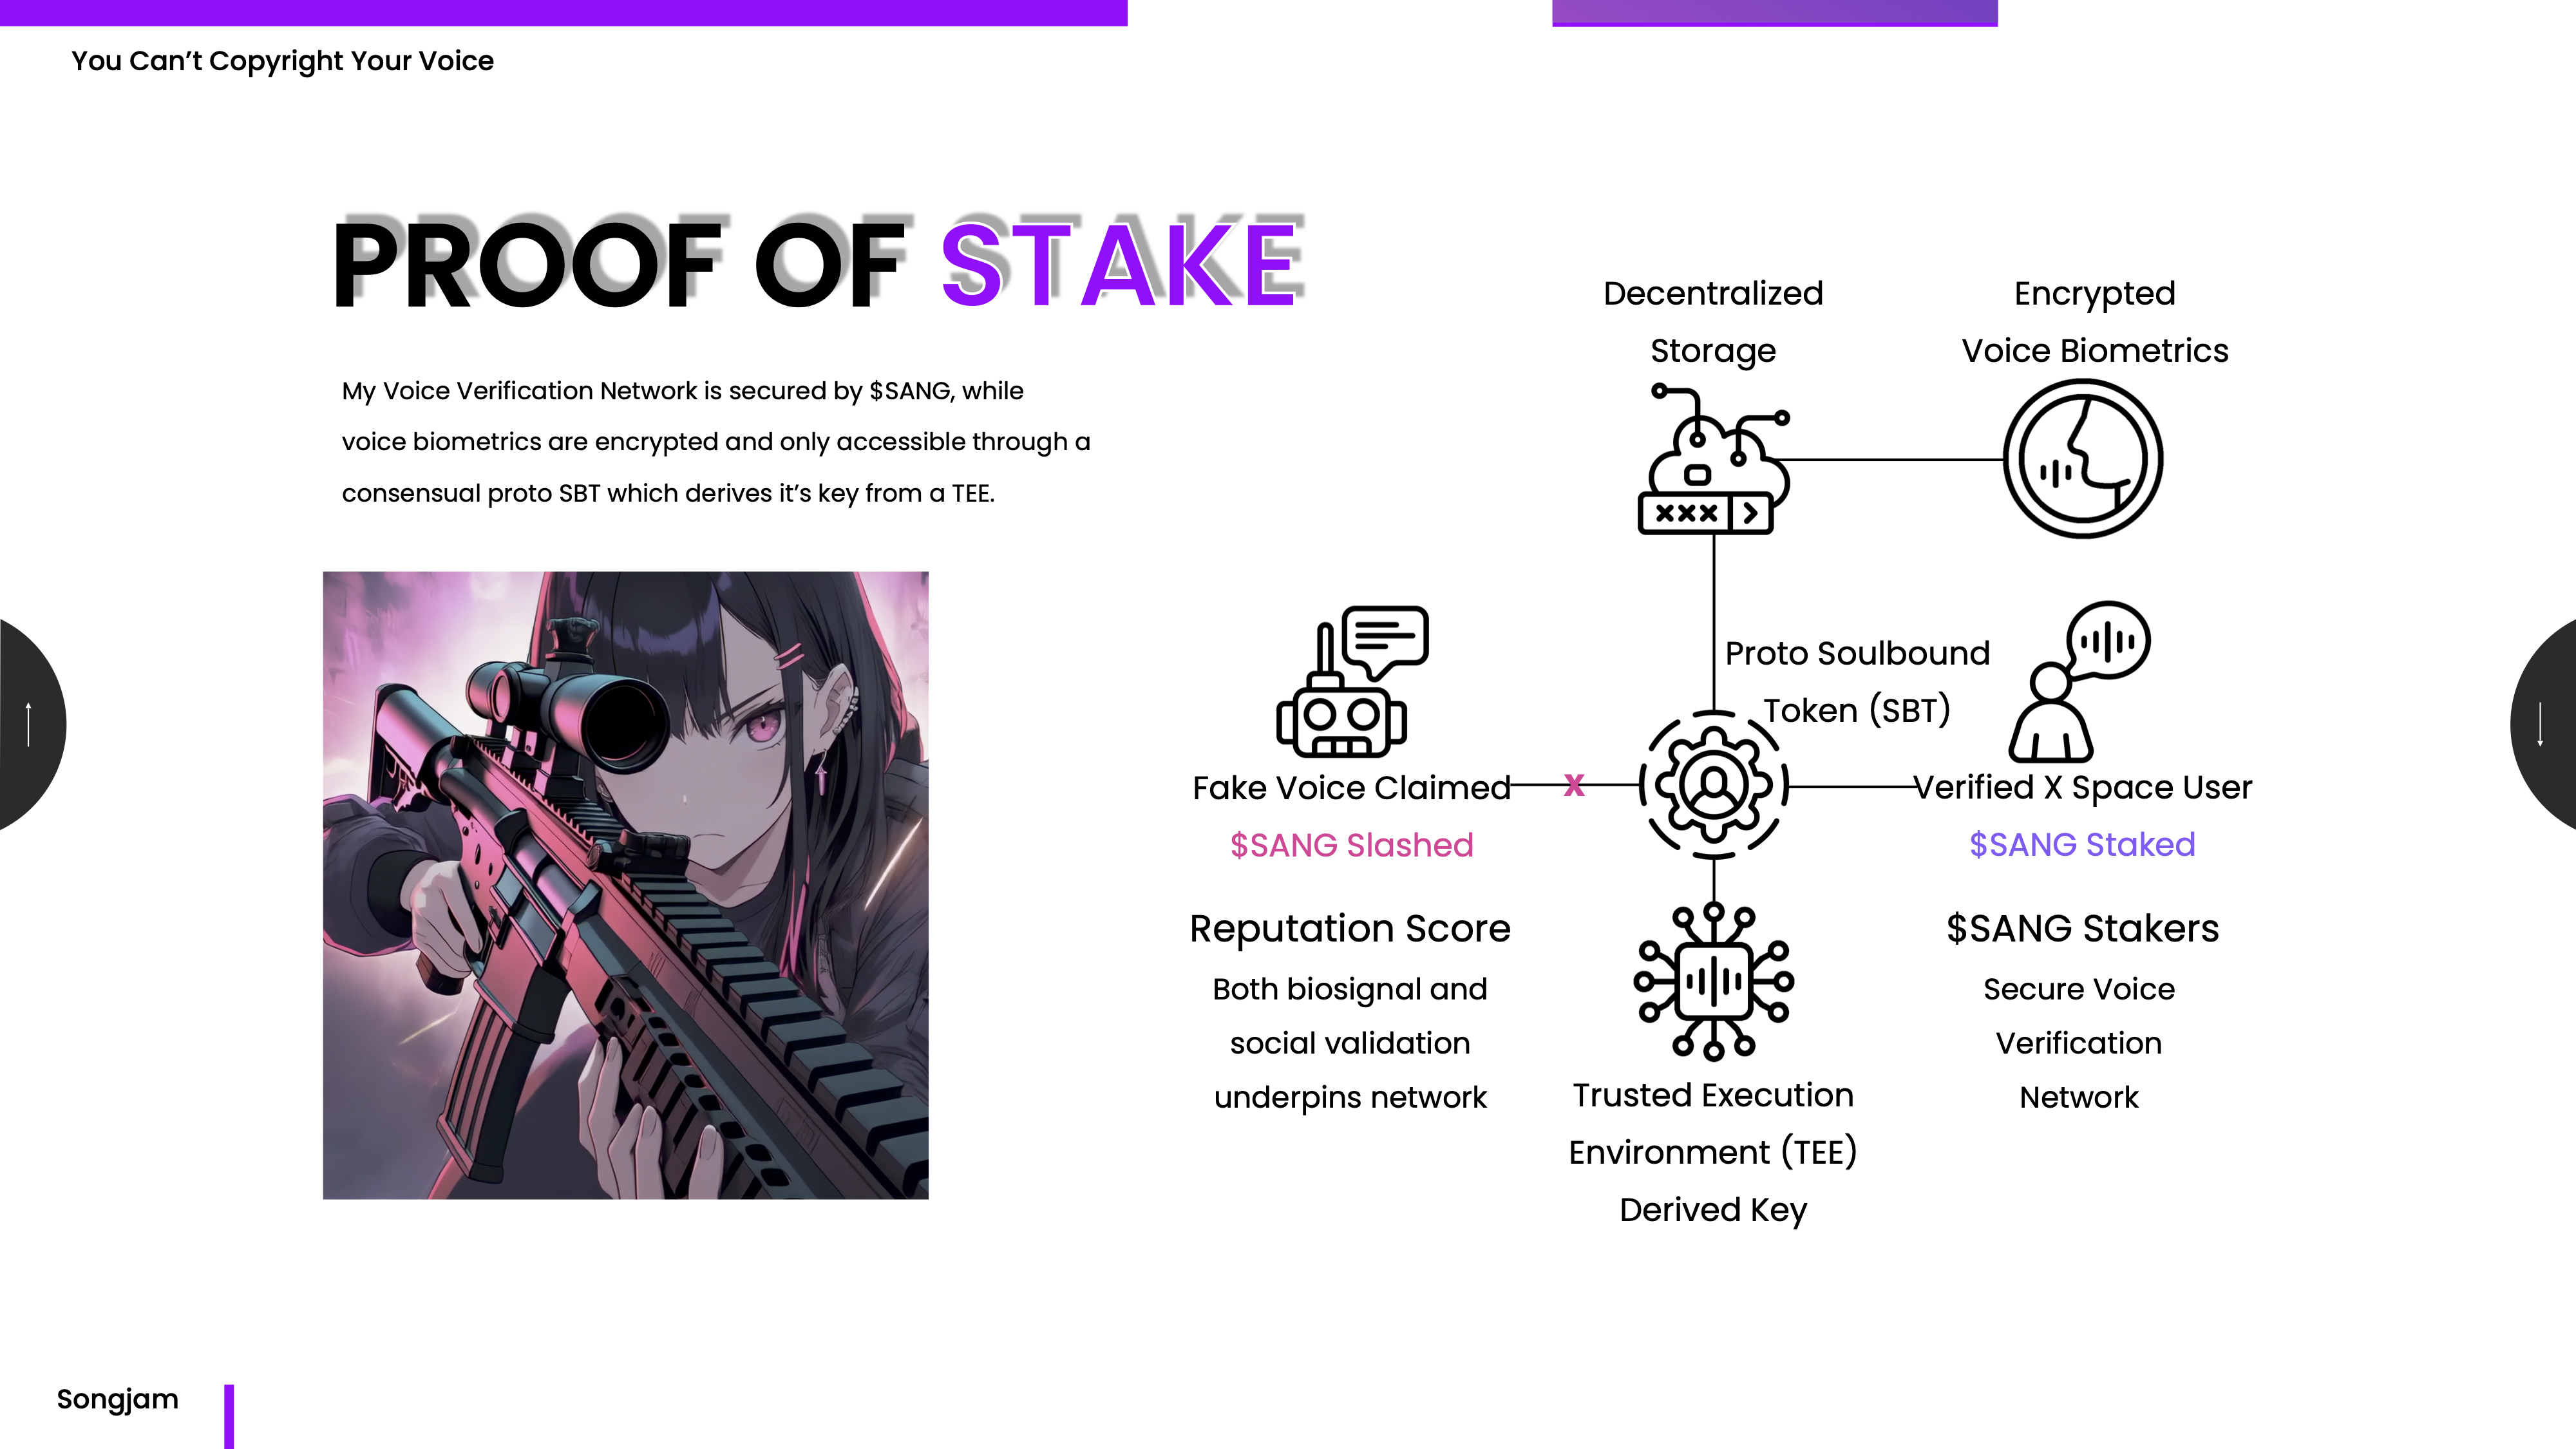 You Can’t Copyright Your Voice
PROOF OF STAKE
My Voice Verification Network is secured by $SANG, while
voice biometrics are encrypted and only accessible through a
consensual proto SBT which derives it’s key from a TEE.
Decentralized
Storage
Encrypted
Voice Biometrics
xxx >
Proto Soulbound
Token (SBT)
Fake Voice Claimed
X
Verified X Space User
$SANG Slashed
$SANG Staked
Reputation Score
Both biosignal and
social validation
underpins network
$SANG Stakers
Secure Voice
Verification
Network
Trusted Execution
Environment (TEE)
Derived Key
Songjam